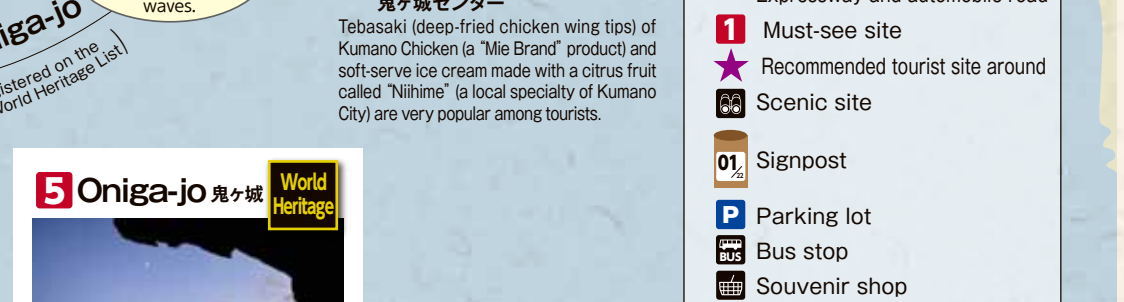 waves.
iga-jo
istered on the
World Heritage List)
鬼ヶ城センター
Tebasaki (deep-fried chicken wing tips) of
Kumano Chicken (a “Mie Brand” product) and
soft-serve ice cream made with a citrus fruit
called “Niihime” (a local specialty of Kumano
City) are very popular among tourists.
5 Oniga-jo 鬼ヶ城
World
Heritage
Expressway and automobile road
1 Must-see site
Recommended tourist site around
Scenic site
01/22 Signpost
P Parking lot
BUS Bus stop
Souvenir shop